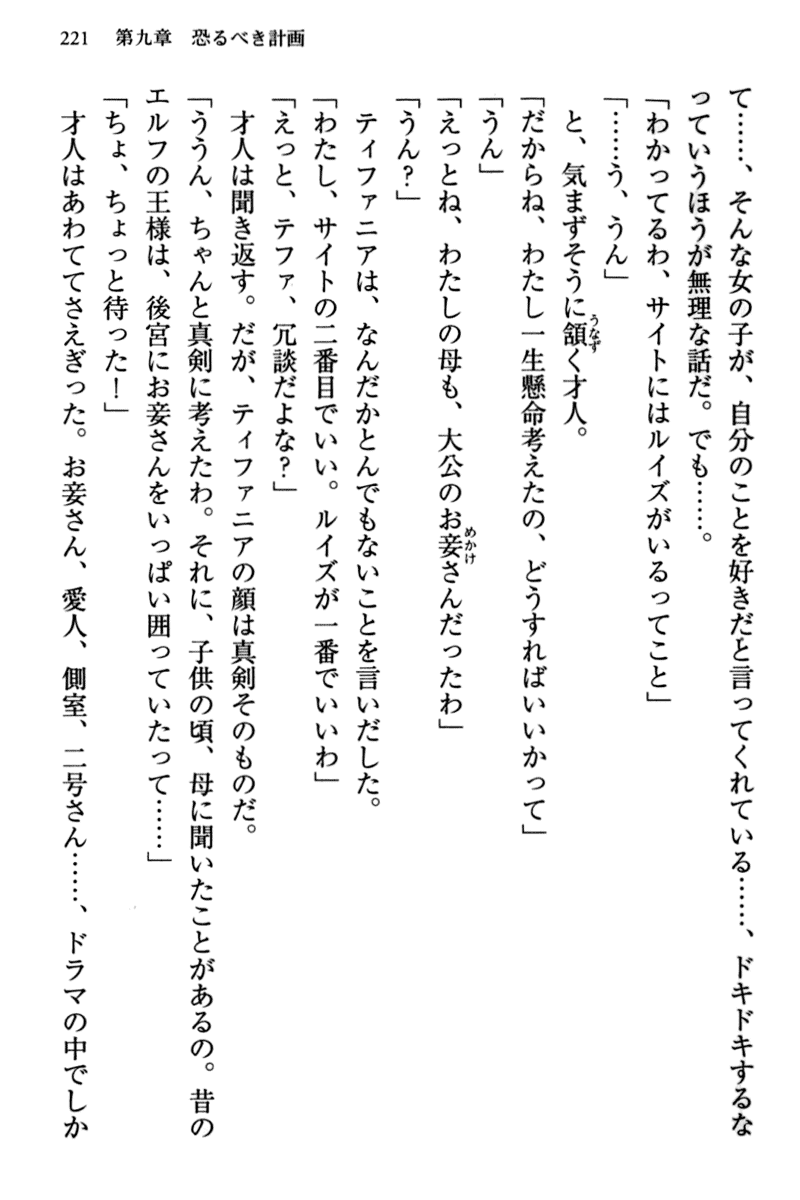 221　第九章　恐るべき計画
て……、そんな女の子が、自分のことを好きだと言ってくれている……、ドキドキするな
っていうほうが無理な話だ。でも……。
「わかってるわ、サイトにはルイズがいるってこと」
「……う、うん」
と、気まずそうに頷く才人。
うなず
「だからね、わたし一生懸命考えたの、どうすればいいかって」
「うん」
「えっとね、わたしの母も、大公のお妾さんだったわ」
めかけ
「うん？」
ティファニアは、なんだかとんでもないことを言いだした。
「わたし、サイトの二番目でいい。ルイズが一番でいいわ」
「えっと、テファ、冗談だよな？」
才人は聞き返す。だが、ティファニアの顔は真剣そのものだ。
「ううん、ちゃんと真剣に考えたわ。それに、子供の頃、母に聞いたことがあるの。昔の
エルフの王様は、後宮にお妾さんをいっぱい囲っていたって……」
「ちょ、ちょっと待った！」
才人はあわててさえぎった。お妾さん、愛人、側室、二号さん……、ドラマの中でしか